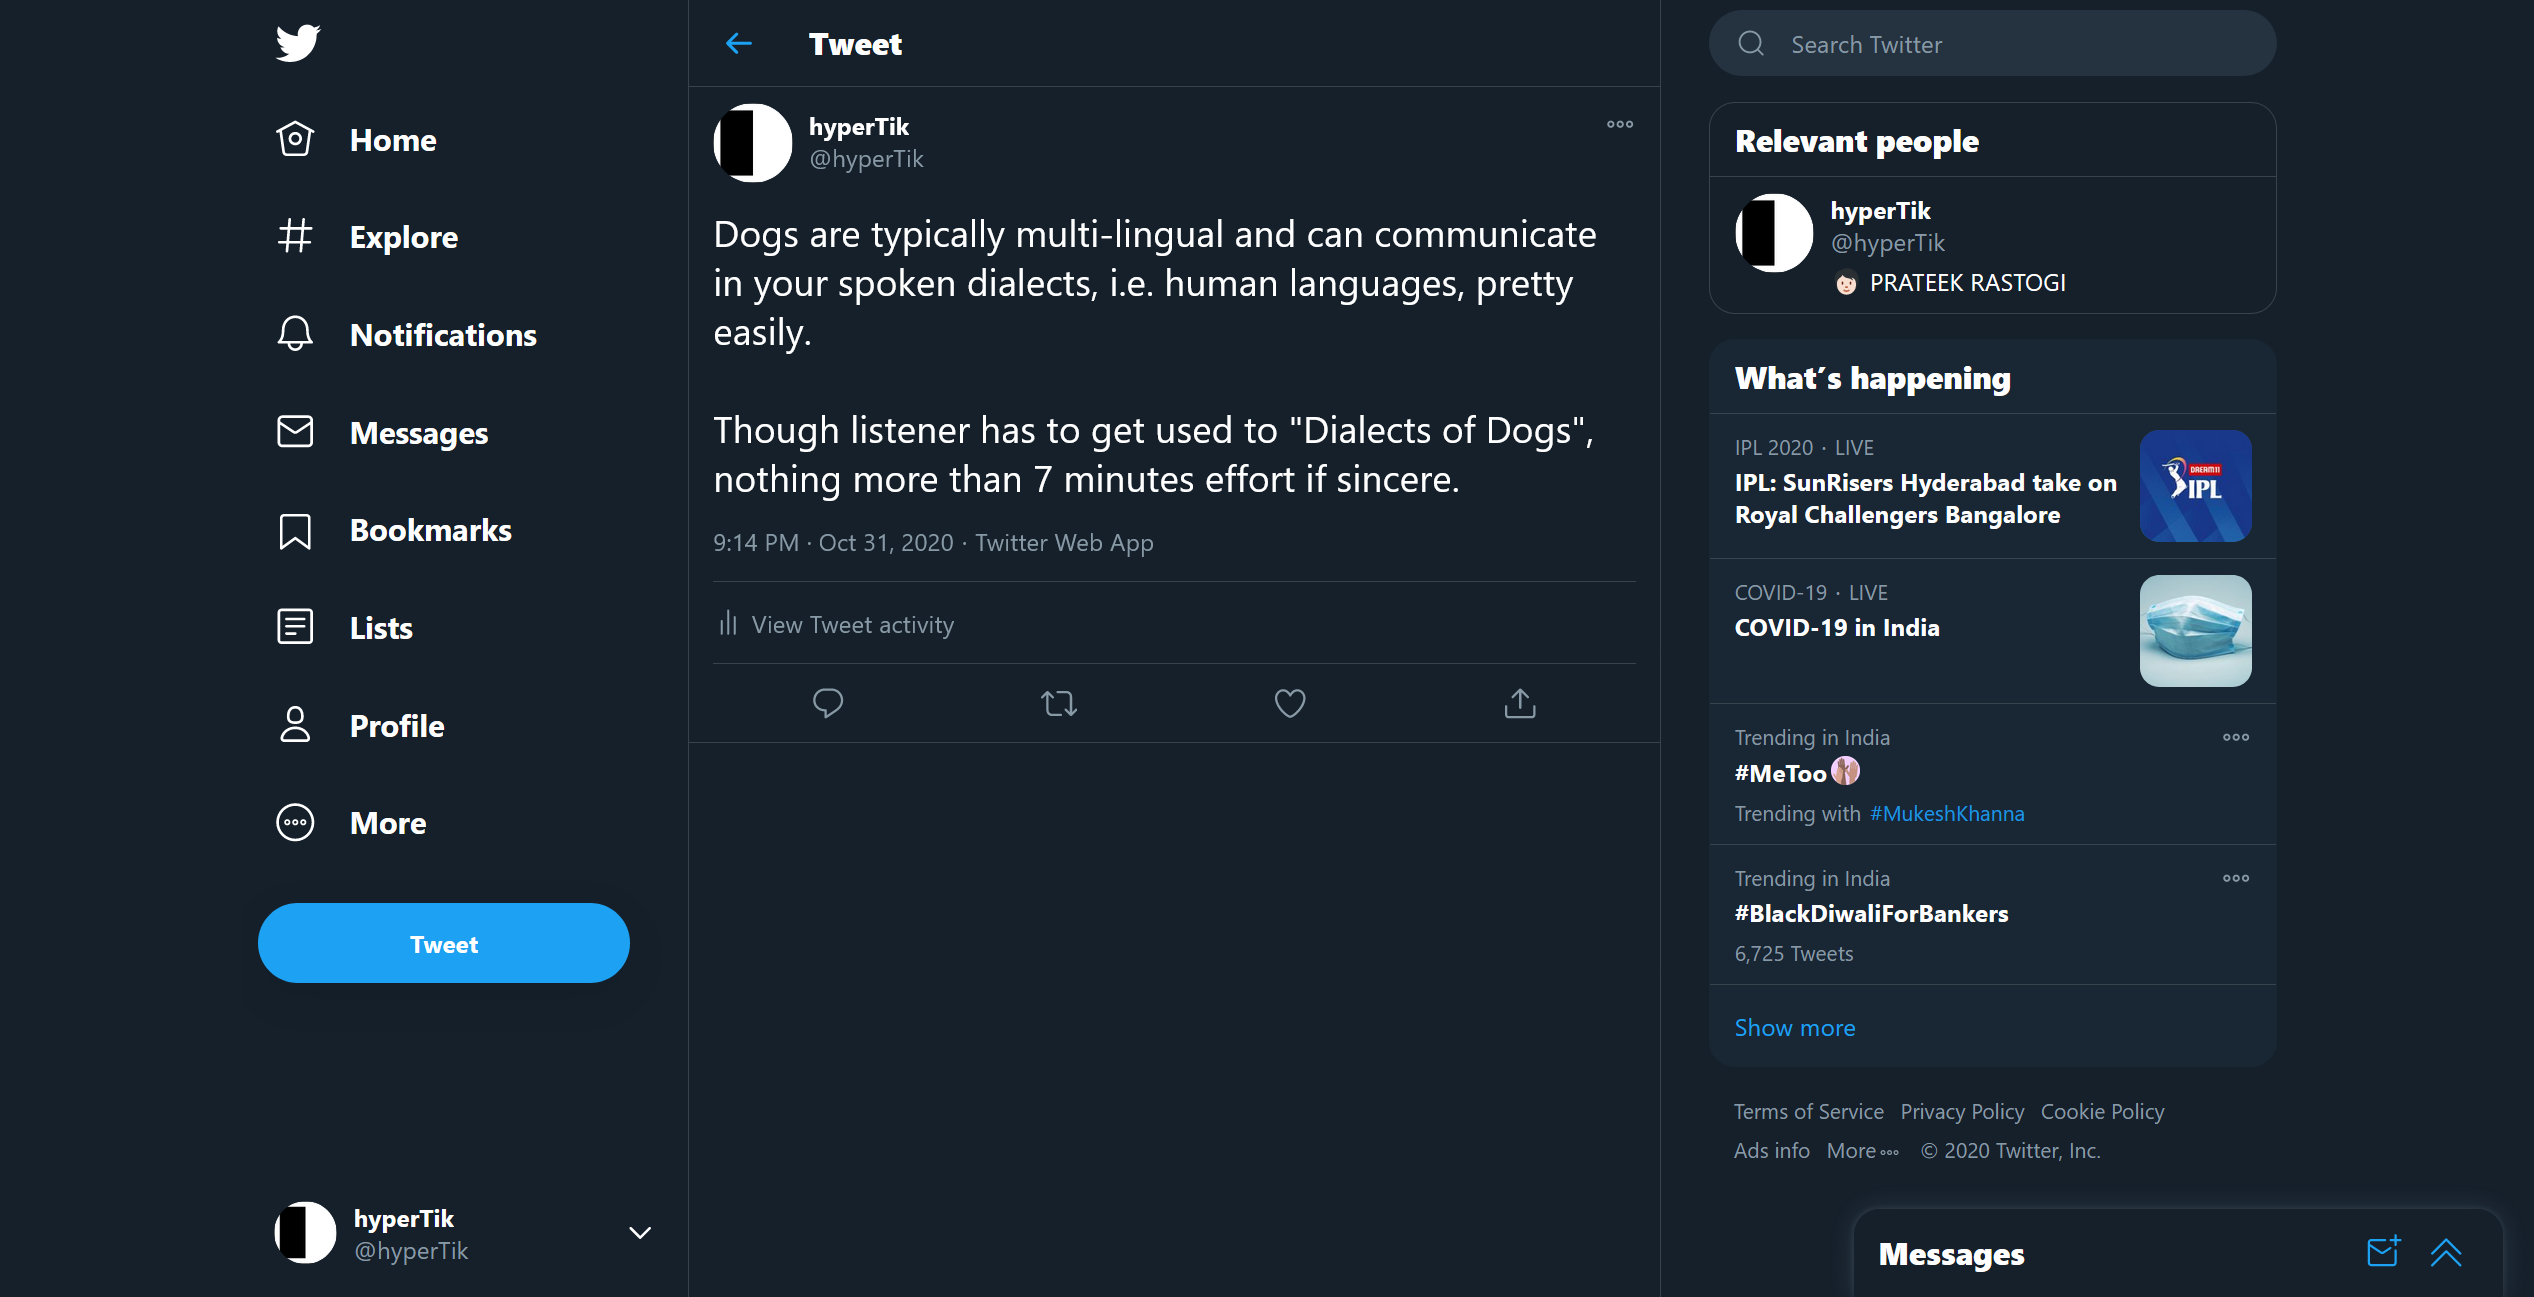 Home
Explore
Notifications
Messages
Bookmarks
Lists
Profile
More
Tweet
hyperTik
@hyperTik
Tweet
hyperTik
@hyperTik
Dogs are typically multi-lingual and can communicate
in your spoken dialects, i.e. human languages, pretty
easily.
Though listener has to get used to "Dialects of Dogs",
nothing more than 7 minutes effort if sincere.
9:14 PM · Oct 31, 2020 · Twitter Web App
View Tweet activity
Search Twitter
Relevant people
hyperTik
@hyperTik
PRATEEK RASTOGI
What's happening
IPL 2020 · LIVE
IPL: SunRisers Hyderabad take on
Royal Challengers Bangalore
DREAM11
IPL
COVID-19 · LIVE
COVID-19 in India
Trending in India
#MeToo
Trending with #MukeshKhanna
Trending in India
#BlackDiwaliForBankers
6,725 Tweets
Show more
Terms of Service Privacy Policy Cookie Policy
Ads info More © 2020 Twitter, Inc.
Messages